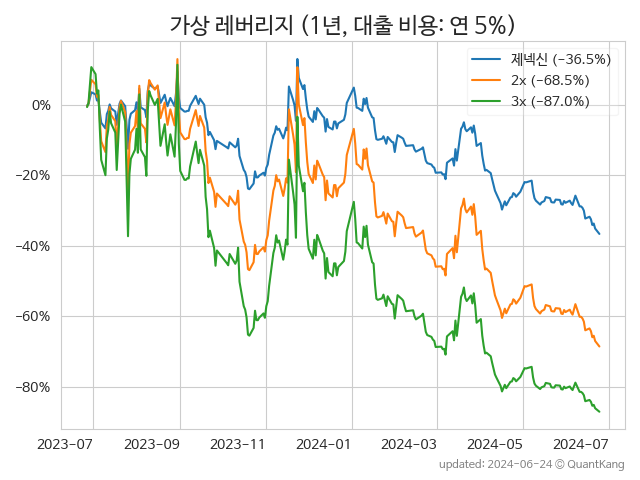 가상 레버리지 (1년, 대출 비용: 연 5%)
제넥신 (−36.5%)
2x (−68.5%)
3x (−87.0%)
0%
−20%
−40%
−60%
−80%
2023-07 2023-09 2023-11 2024-01 2024-03 2024-05 2024-07
updated: 2024-06-24 © QuantKang